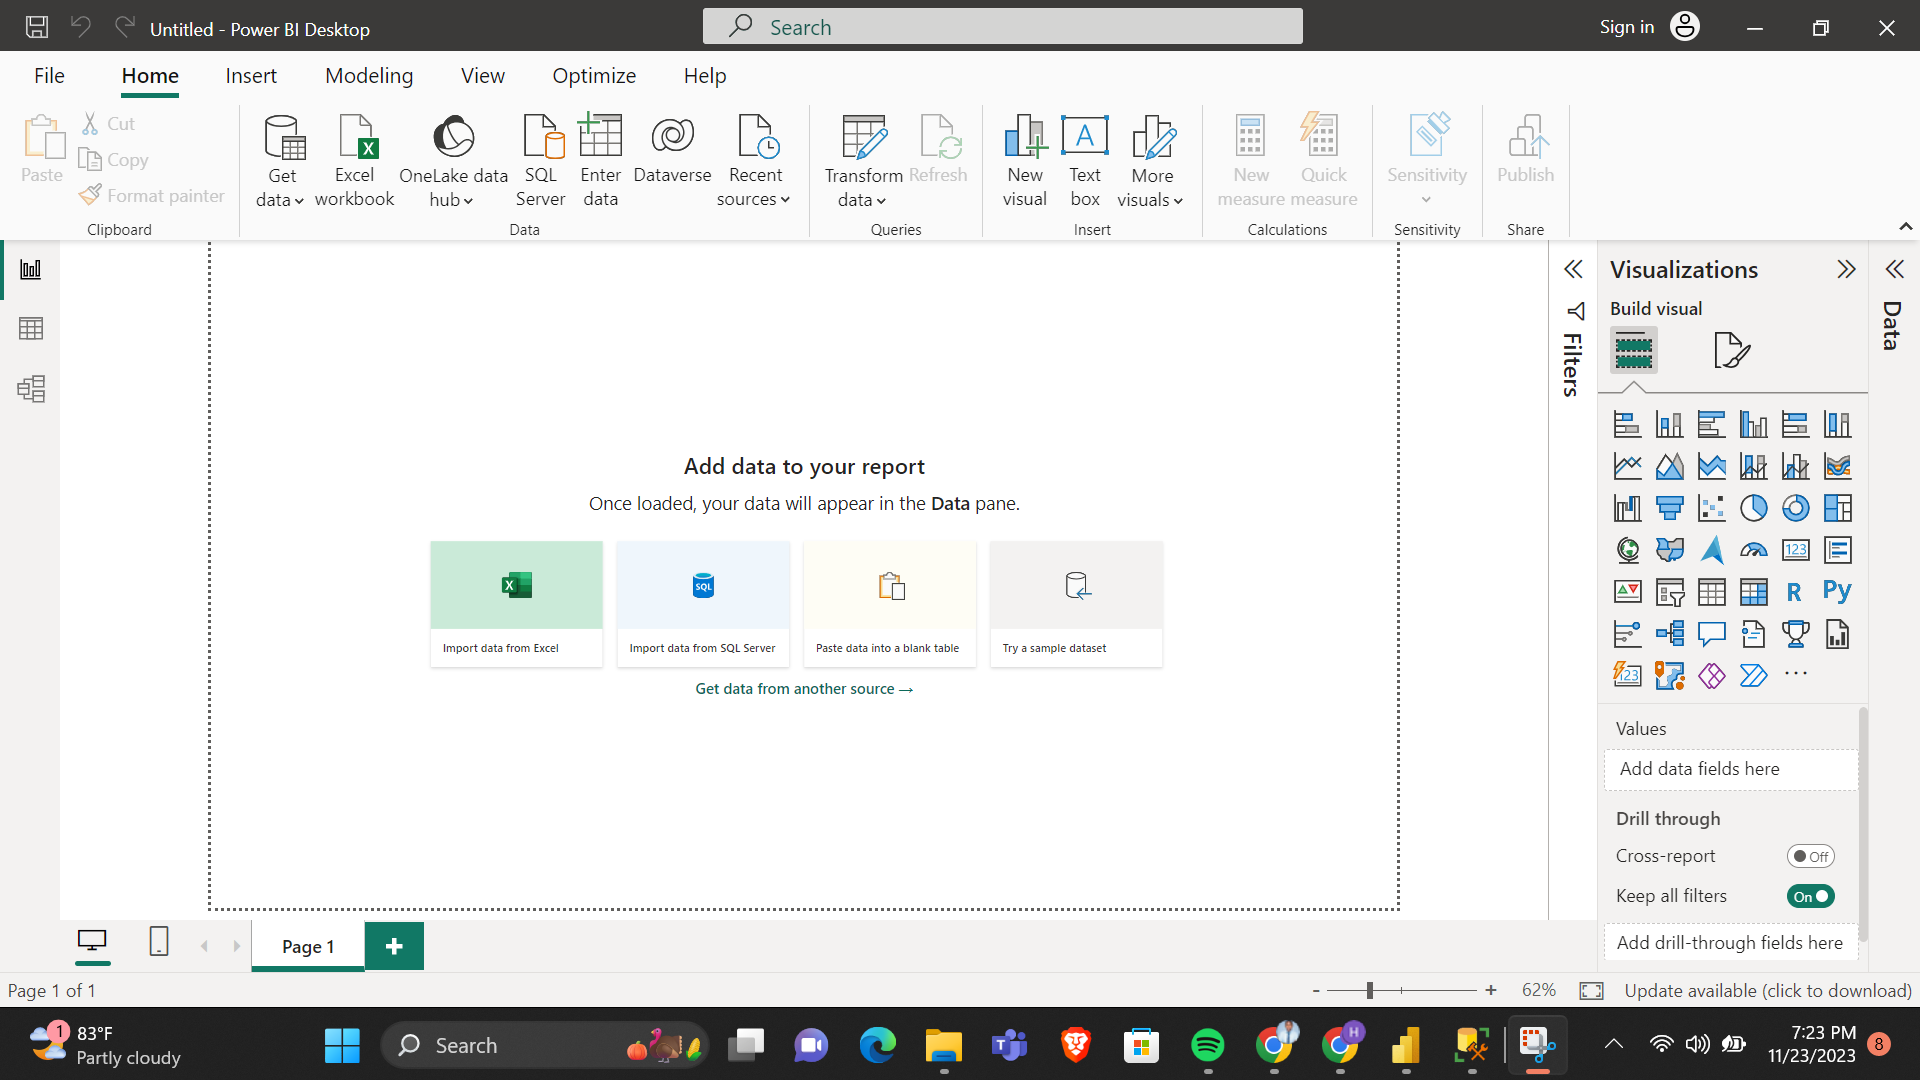 Untitled - Power BI Desktop
Search
Sign in
File
Home
Insert
Modeling
View
Optimize
Help
Paste
Cut
Copy
Format painter
Clipboard
Get
data
Excel
workbook
OneLake data
hub
SQL
Server
Enter
data
Dataverse
Recent
sources
Data
Transform
data
Refresh
Queries
New
visual
A
Text
box
More
visuals
Insert
New
measure
Quick
measure
Calculations
Sensitivity
Sensitivity
Publish
Share
Filters
Visualizations
Build visual
Data
123
R
Py
123
Add data to your report
Once loaded, your data will appear in the Data pane.
X
SQL
Import data from Excel
Import data from SQL Server
Paste data into a blank table
Try a sample dataset
Get data from another source →
Values
Add data fields here
Drill through
Cross-report
Off
Keep all filters
On
Add drill-through fields here
Page 1
+
Page 1 of 1
-
+
62%
Update available (click to download)
1
83°F
Partly cloudy
Search
T
H
7:23 PM
11/23/2023
8